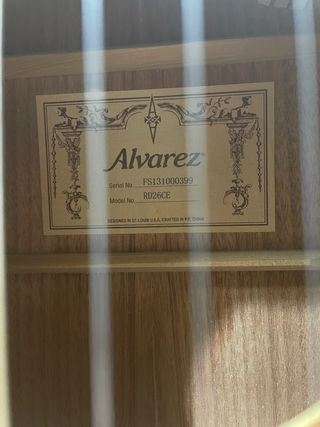 Alvarez®
Serial No. FS131000399
Model No. RD26CE
DESIGNED IN ST. LOUIS U.S.A., CRAFTED IN P.R. CHINA